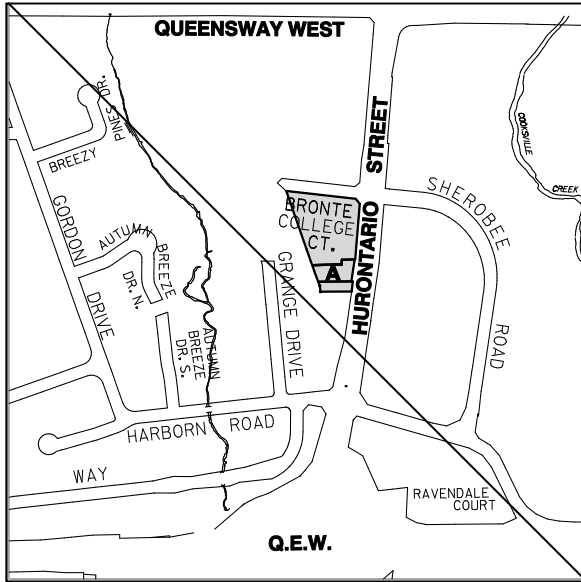 QUEENSWAY WEST
PINES DR.
BREEZY
COOKSVILLE
CREEK
STREET
HURONTARIO
SHEROBEE
ROAD
BRONTE
COLLEGE
CT.
A
GORDON
DRIVE
AUTUMN
BREEZE
DR. N.
GRANGE DRIVE
AUTUMN
BREEZE
DR. S.
HARBORN ROAD
WAY
RAVENDALE
COURT
Q.E.W.